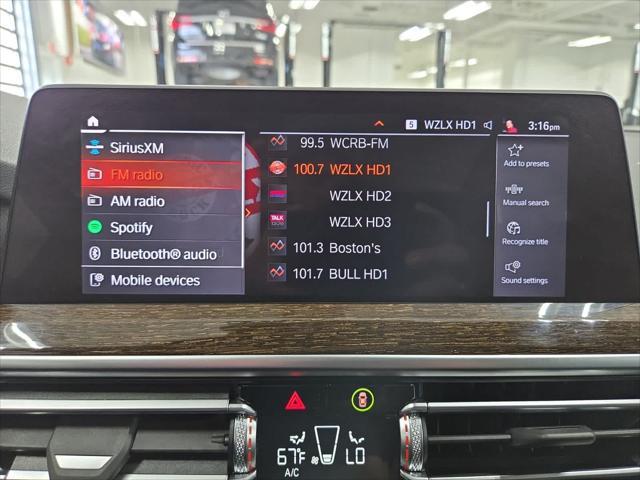 5 WZLX HD1 3:16pm
SiriusXM
FM radio
AM radio
Spotify
Bluetooth® audio
Mobile devices
99.5 WCRB-FM
100.7 WZLX HD1
WZLX HD2
TALK WZLX HD3
101.3 Boston's
101.7 BULL HD1
Add to presets
Manual search
Recognize title
Sound settings
67°F LO
A/C